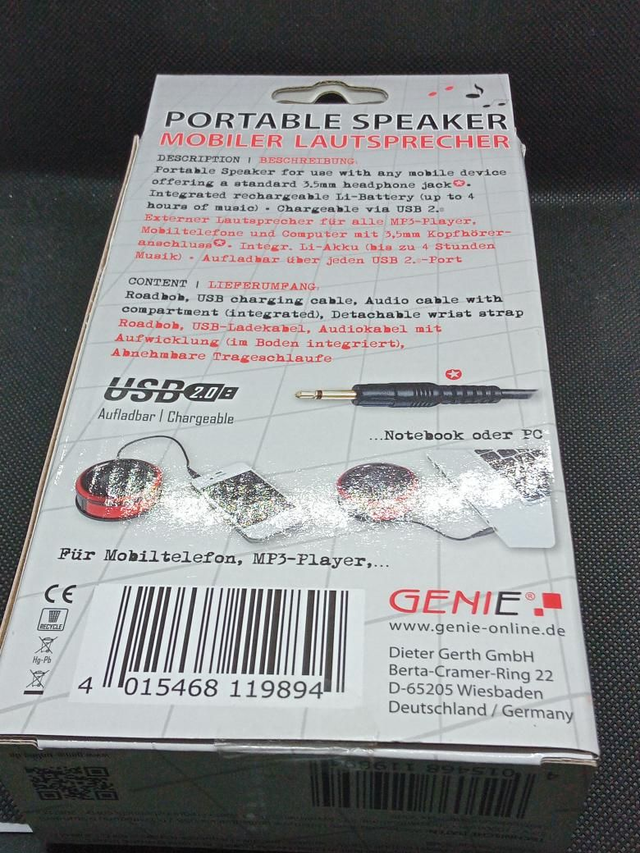 PORTABLE SPEAKER
MOBILER LAUTSPRECHER
DESCRIPTION | BESCHREIBUNG:
Portable Speaker for use with any mobile device
offering a standard 3,5mm headphone jack✪.
Integrated rechargeable Li-Battery (up to 4
hours of music) · Chargeable via USB 2.0
Externer Lautsprecher für alle MP3-Player,
Mobiltelefone und Computer mit 3,5mm Kopfhörer-
anschluss✪. Integr. Li-Akku (bis zu 4 Stunden
Musik) · Aufladbar über jeden USB 2.-Port
CONTENT | LIEFERUMFANG:
Roadbob, USB charging cable, Audio cable with
compartment (integrated), Detachable wrist strap
Roadbob, USB-Ladekabel, Audiokabel mit
Aufwicklung (im Boden integriert),
Abnehmbare Trageschlaufe
USB 2.0
Aufladbar | Chargeable
...Notebook oder PC
Für Mobiltelefon, MP3-Player,...
CE
RECYCLE
Hg-Pb
4 015468 119894
GENIE®
www.genie-online.de
Dieter Gerth GmbH
Berta-Cramer-Ring 22
D-65205 Wiesbaden
Deutschland / Germany